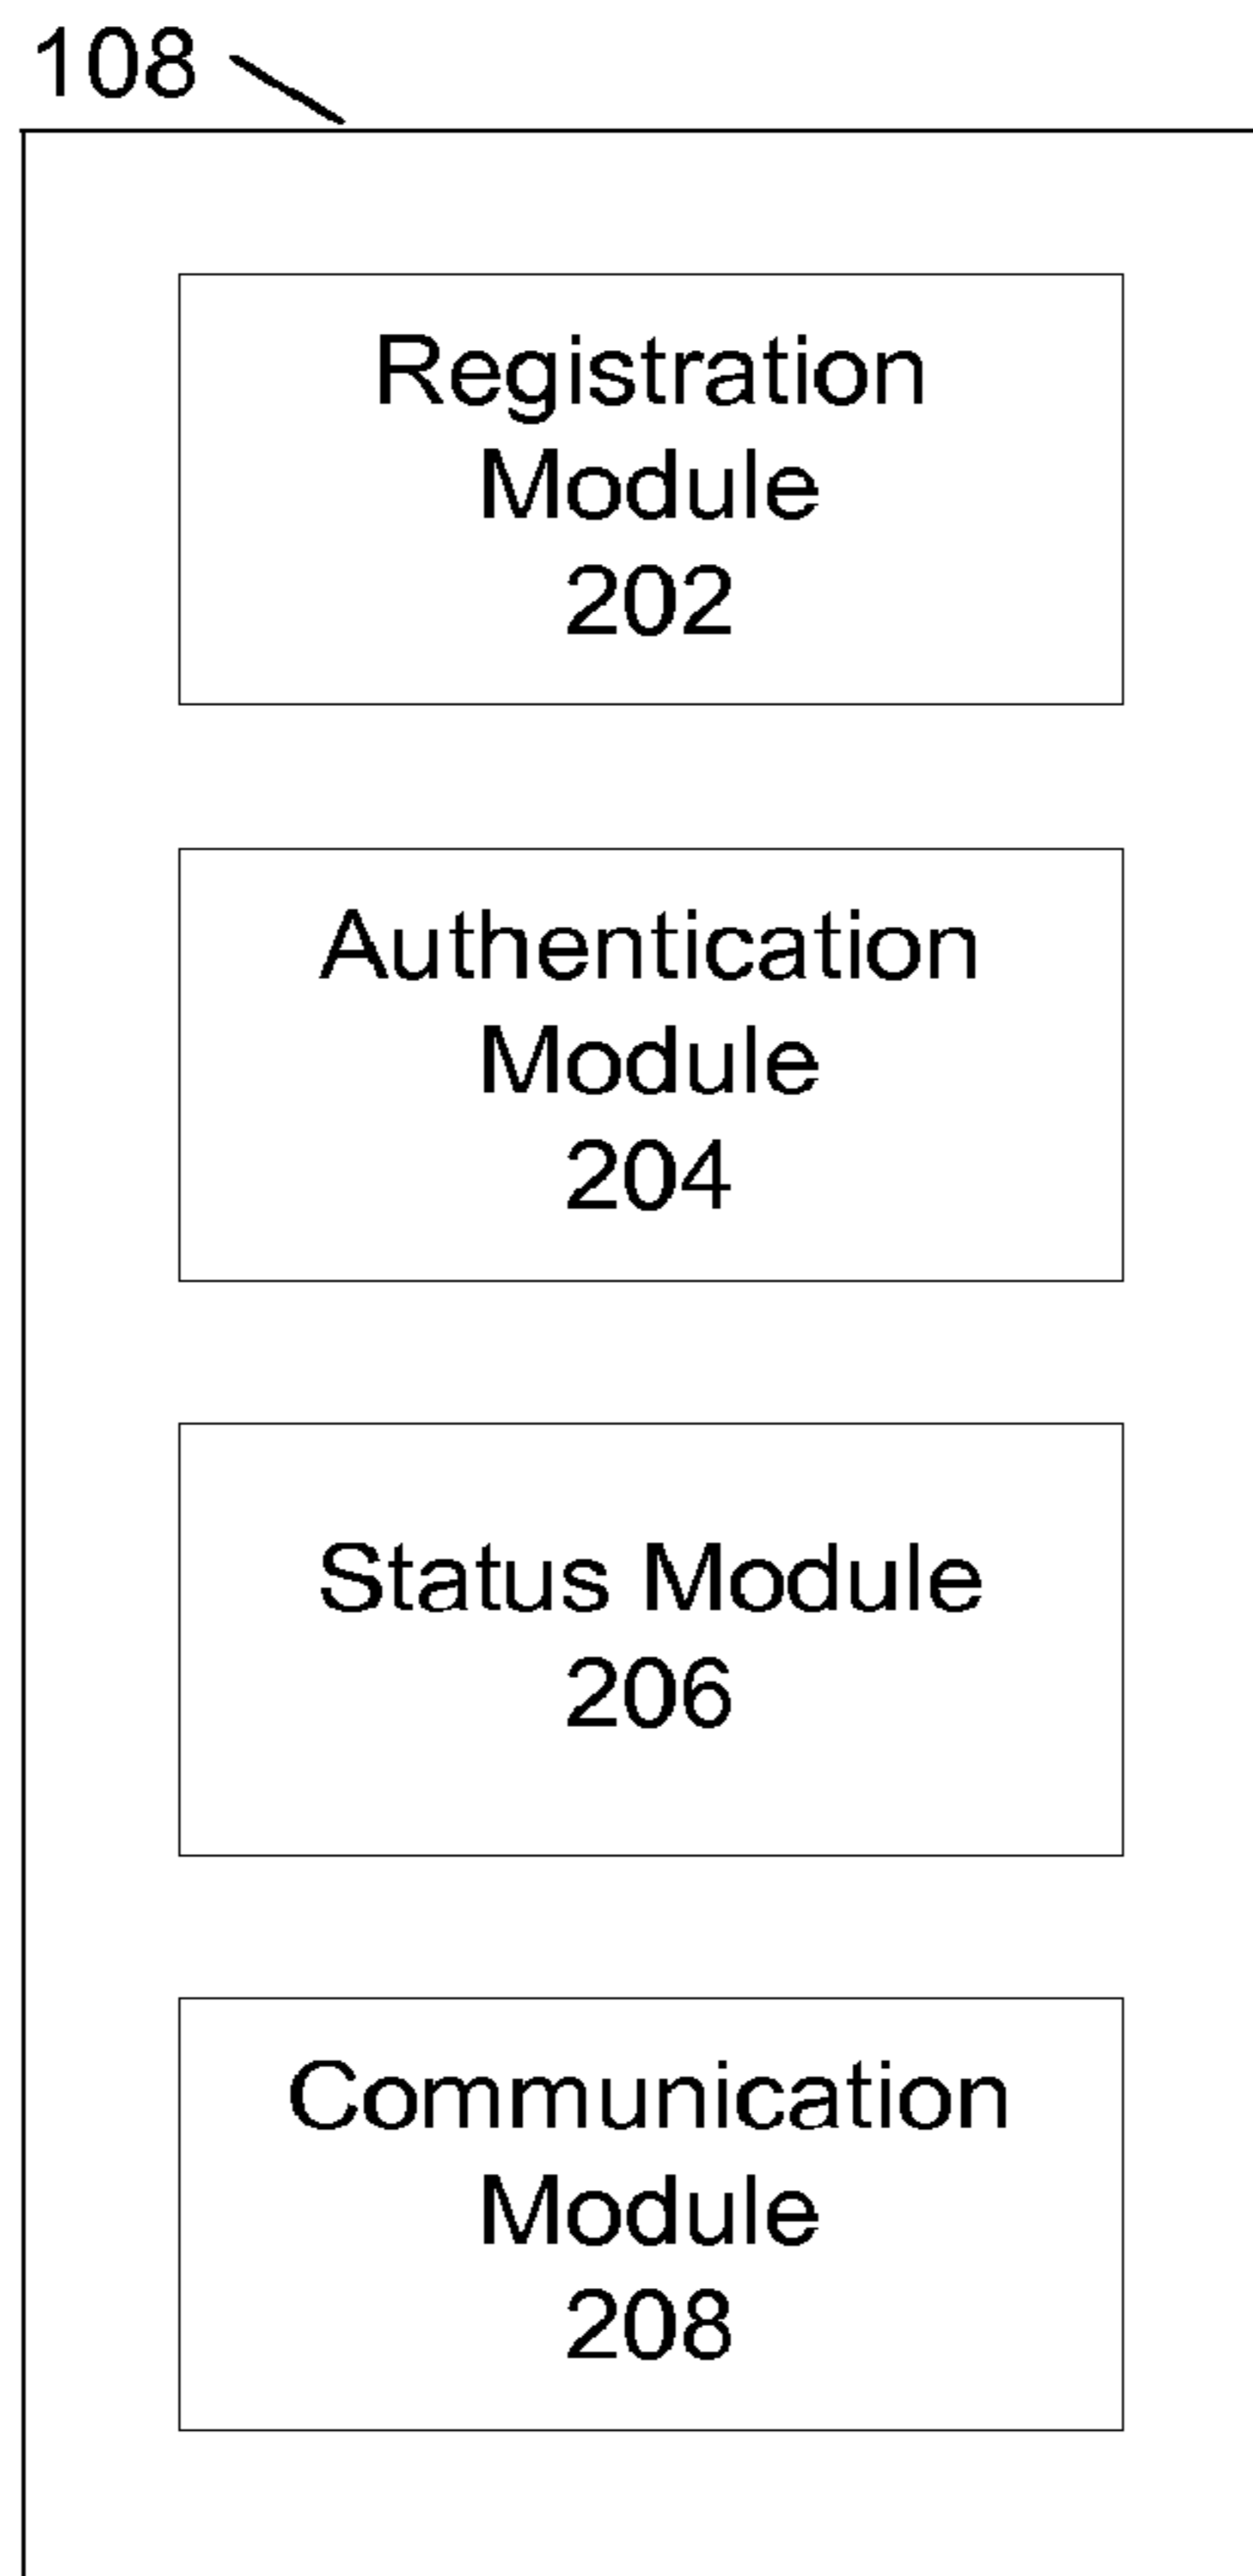 108
Registration
Module
202
Authentication
Module
204
Status Module
206
Communication
Module
208